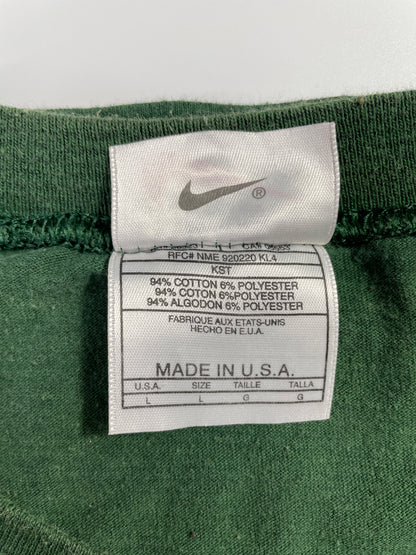 ®
RFC# NME 920220 KL4
KST
94% COTTON 6% POLYESTER
94% COTON 6%POLYESTER
94% ALGODON 6% POLYESTER
FABRIQUE AUX ETATS-UNIS
HECHO EN E.U.A.
MADE IN U.S.A.
U.S.A. SIZE TAILLE TALLA
L L G G